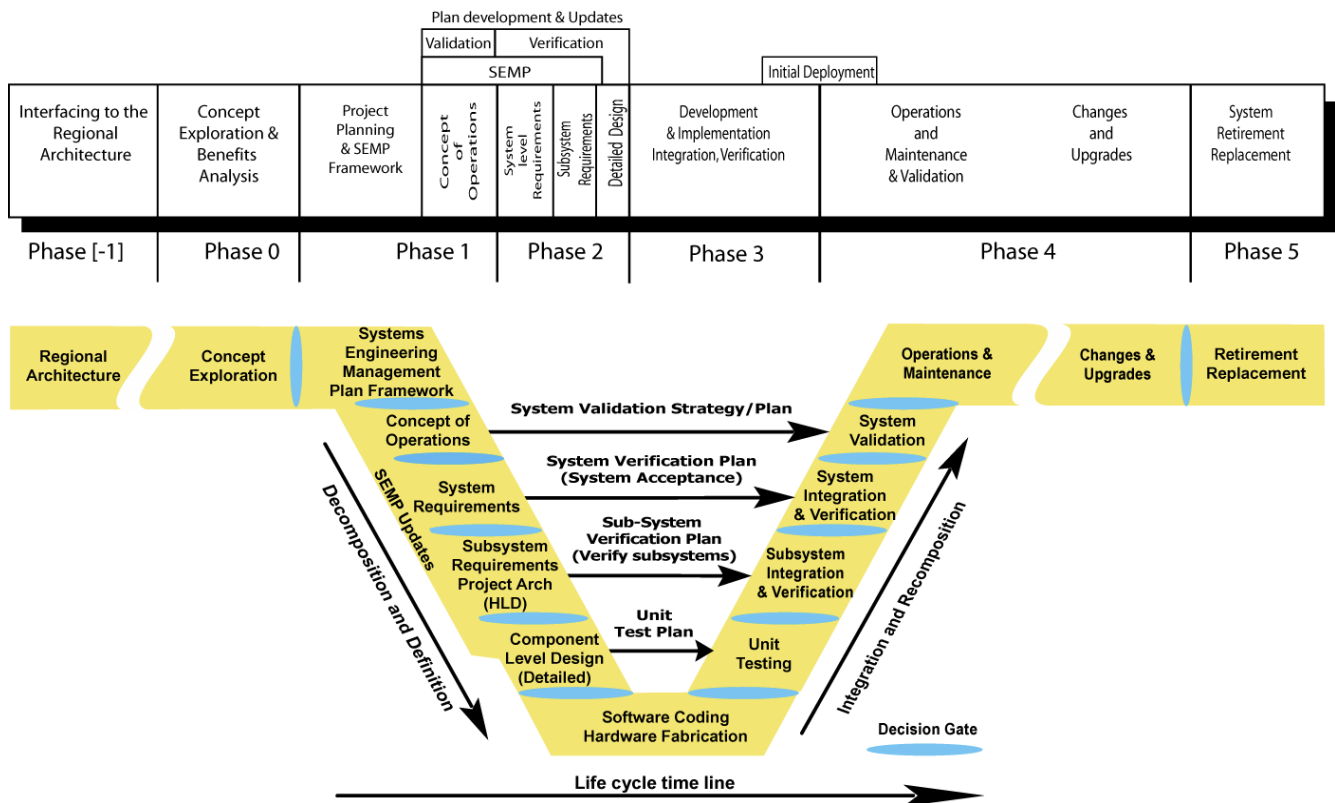 Plan development & Updates
Validation
Verification
SEMP
Initial Deployment
Interfacing to the
Regional
Architecture
Concept
Exploration &
Benefits
Analysis
Project
Planning
& SEMP
Framework
Concept
of
Operations
System
level
Requirements
Subsystem
Requirements
Detailed Design
Development
& Implementation
Integration, Verification
Operations
and
Maintenance
& Validation
Changes
and
Upgrades
System
Retirement
Replacement
Phase [-1]
Phase 0
Phase 1
Phase 2
Phase 3
Phase 4
Phase 5
Regional
Architecture
Concept
Exploration
Systems
Engineering
Management
Plan Framework
Operations &
Maintenance
Changes &
Upgrades
Retirement
Replacement
Concept of
Operations
System Validation Strategy/Plan
System
Validation
System
Requirements
System Verification Plan
(System Acceptance)
System
Integration
& Verification
Subsystem
Requirements
Project Arch
(HLD)
Sub-System
Verification Plan
(Verify subsystems)
Subsystem
Integration
& Verification
Component
Level Design
(Detailed)
Unit
Test Plan
Unit
Testing
SEMP Updates
Decomposition and Definition
Integration and Recomposition
Software Coding
Hardware Fabrication
Decision Gate
Life cycle time line